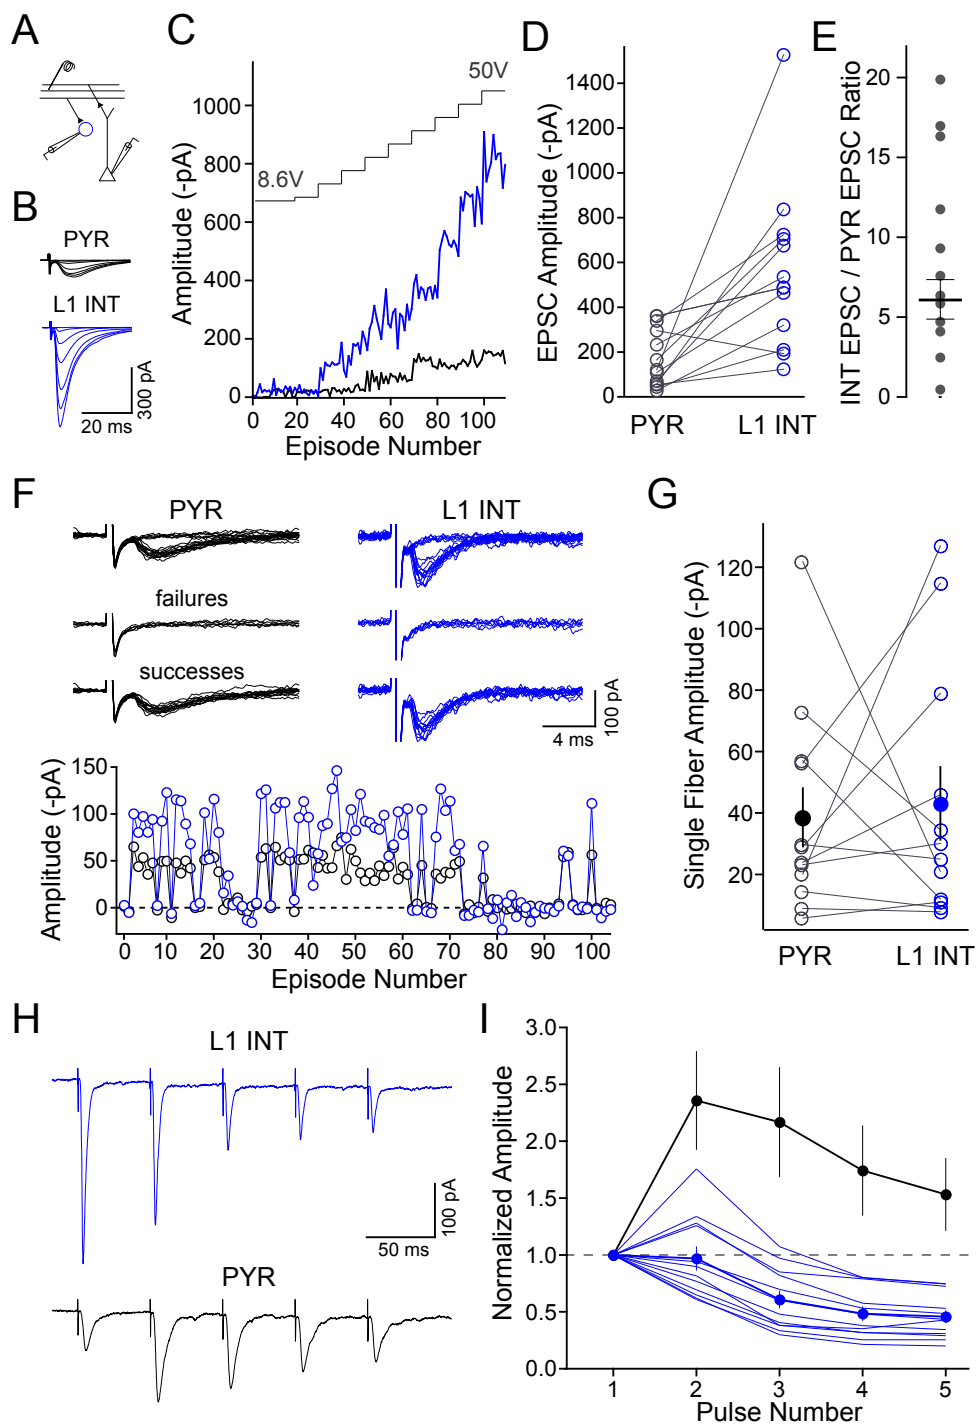 A
B
PYR
L1 INT
300 pA
20 ms
C
Amplitude (-pA)
1000
800
600
400
200
0
8.6V
50V
0
20
40
60
80
100
Episode Number
D
EPSC Amplitude (-pA)
1400
1200
1000
800
600
400
200
0
PYR
L1 INT
E
INT EPSC / PYR EPSC Ratio
20
15
10
5
0
F
PYR
L1 INT
failures
successes
100 pA
4 ms
Amplitude (-pA)
150
100
50
0
0
10
20
30
40
50
60
70
80
90
100
Episode Number
G
Single Fiber Amplitude (-pA)
120
100
80
60
40
20
PYR
L1 INT
H
L1 INT
100 pA
50 ms
PYR
I
Normalized Amplitude
3.0
2.5
2.0
1.5
1.0
0.5
0.0
1
2
3
4
5
Pulse Number